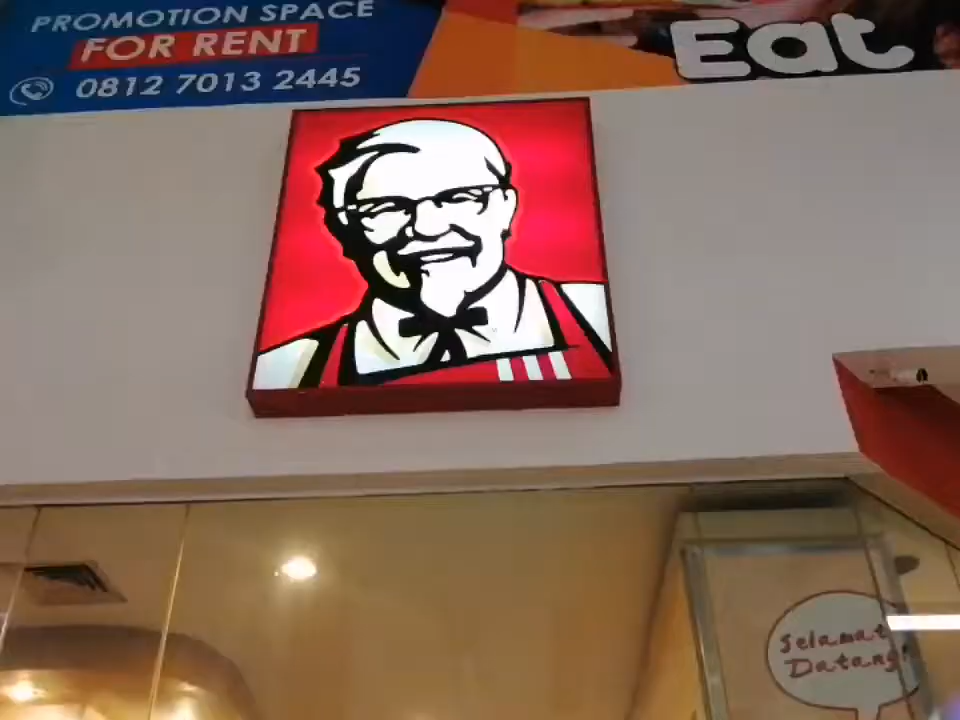 PROMOTION SPACE
FOR RENT
0812 7013 2445
Eat
Selamat
Datang!